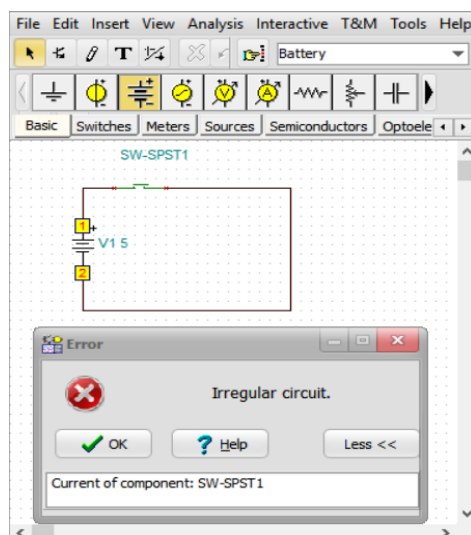 File Edit Insert View Analysis Interactive T&M Tools Help
T Battery
V A
Basic Switches Meters Sources Semiconductors Optoele
SW-SPST1
1
+
V1 5
2
Error
Irregular circuit.
OK ? Help Less <<
Current of component: SW-SPST1